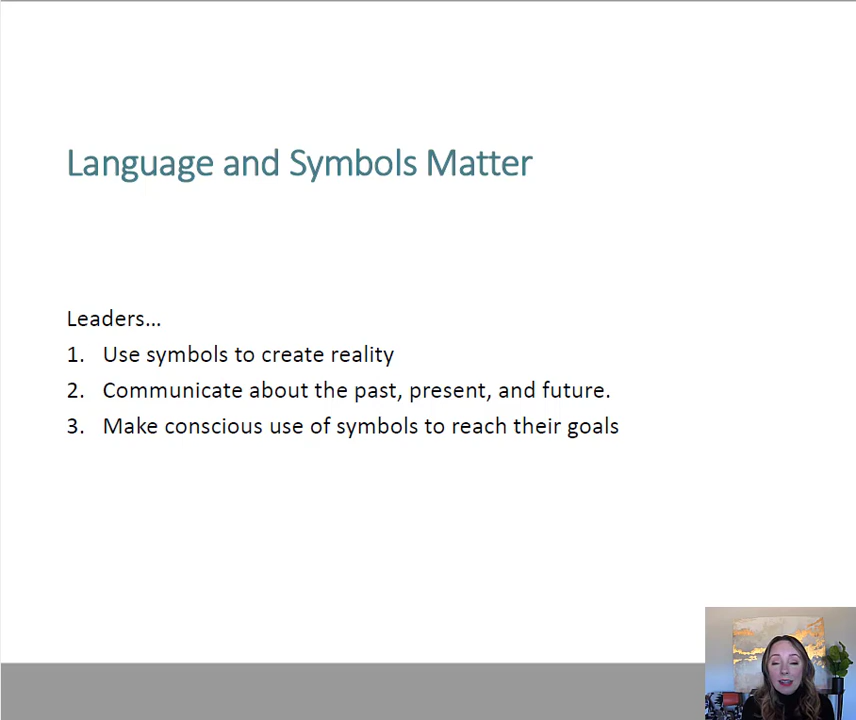 Language and Symbols Matter
Leaders…
1. Use symbols to create reality
2. Communicate about the past, present, and future.
3. Make conscious use of symbols to reach their goals